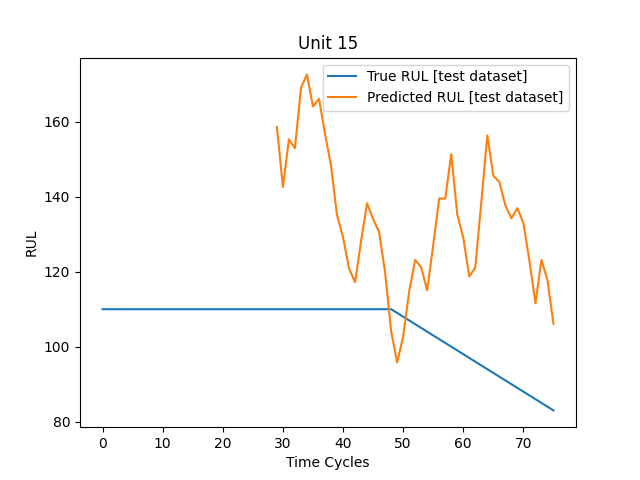 Unit 15
True RUL [test dataset]
Predicted RUL [test dataset]
RUL
160
140
120
100
80
0 10 20 30 40 50 60 70
Time Cycles